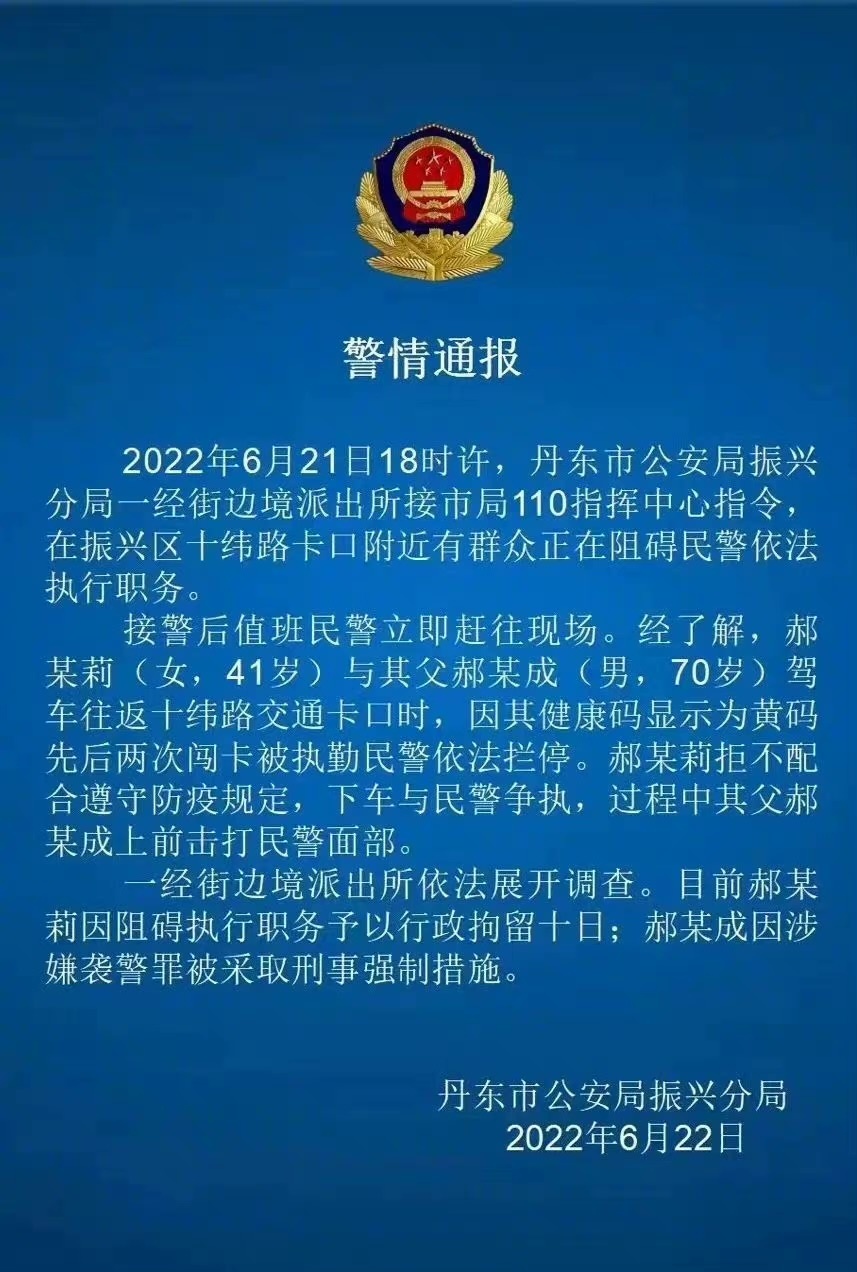 警情通报
2022年6月21日18时许，丹东市公安局振兴
分局一经街边境派出所接市局110指挥中心指令，
在振兴区十纬路卡口附近有群众正在阻碍民警依法
执行职务。
接警后值班民警立即赶往现场。经了解，郝
某莉（女，41岁）与其父郝某成（男，70岁）驾
车往返十纬路交通卡口时，因其健康码显示为黄码
先后两次闯卡被执勤民警依法拦停。郝某莉拒不配
合遵守防疫规定，下车与民警争执，过程中其父郝
某成上前击打民警面部。
一经街边境派出所依法展开调查。目前郝某
莉因阻碍执行职务予以行政拘留十日；郝某成因涉
嫌袭警罪被采取刑事强制措施。
丹东市公安局振兴分局
2022年6月22日